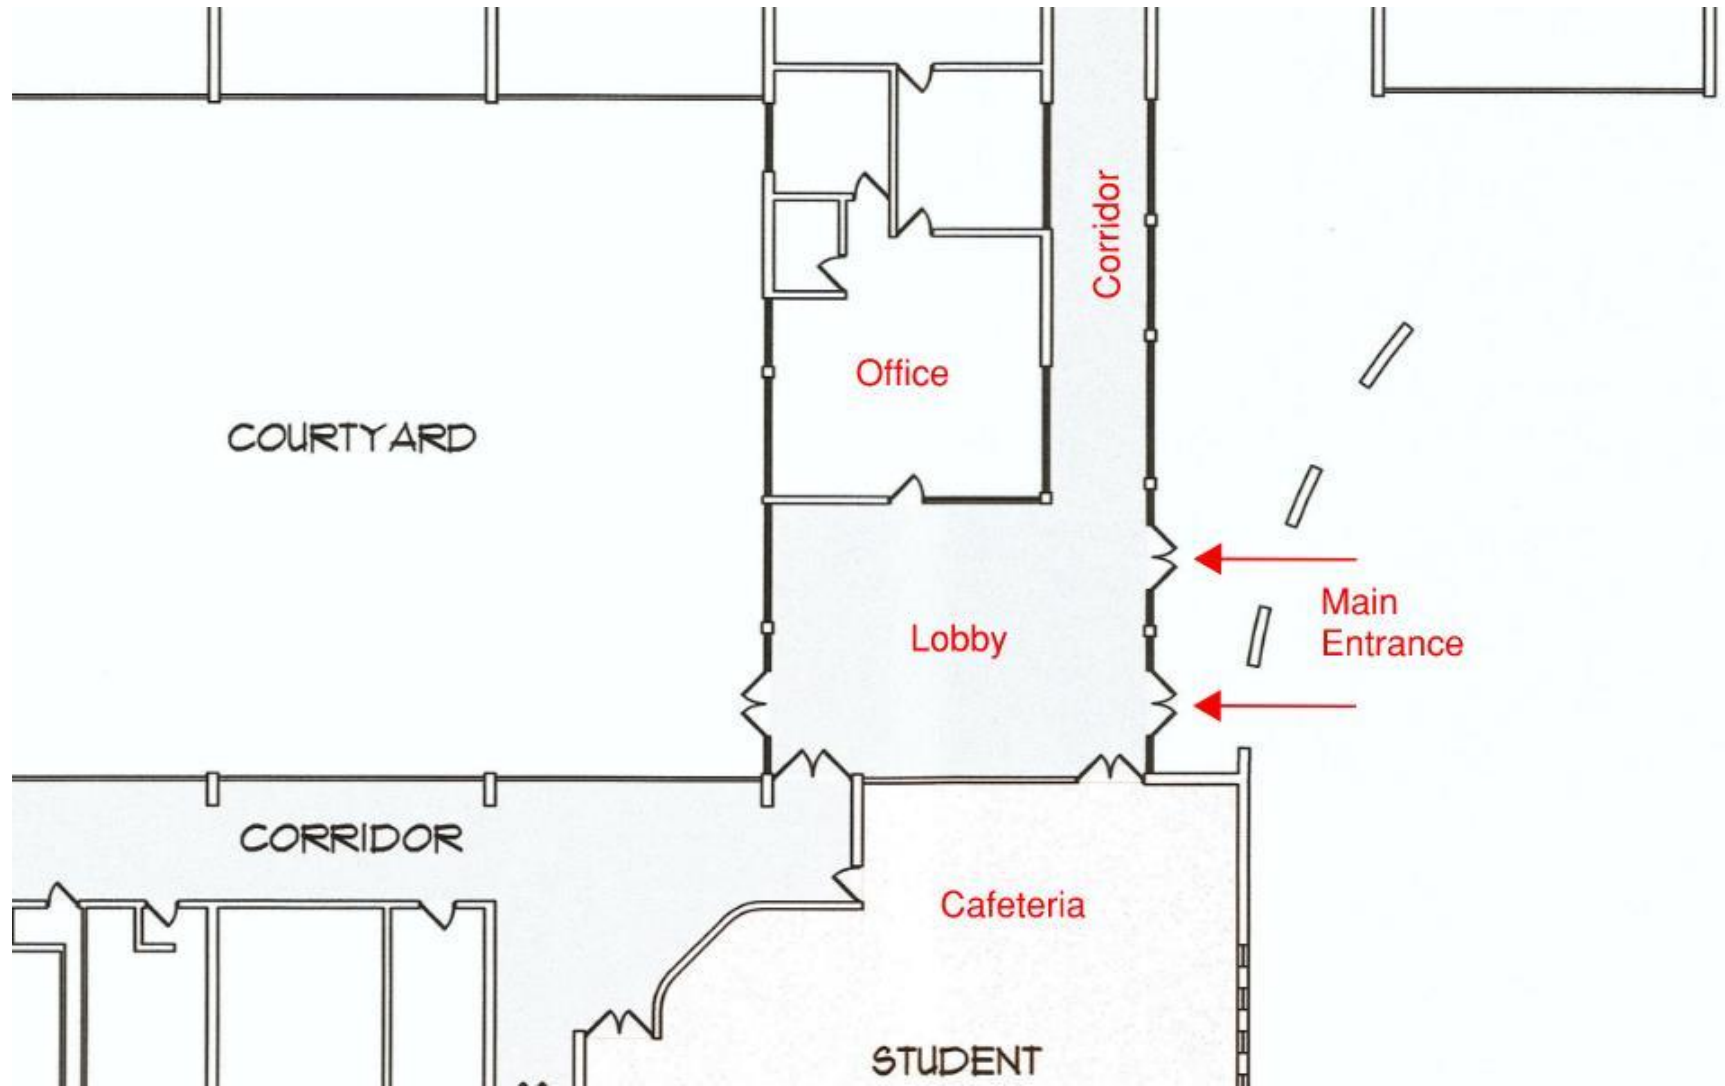 Corridor
Office
COURTYARD
Main
Entrance
Lobby
CORRIDOR
Cafeteria
STUDENT